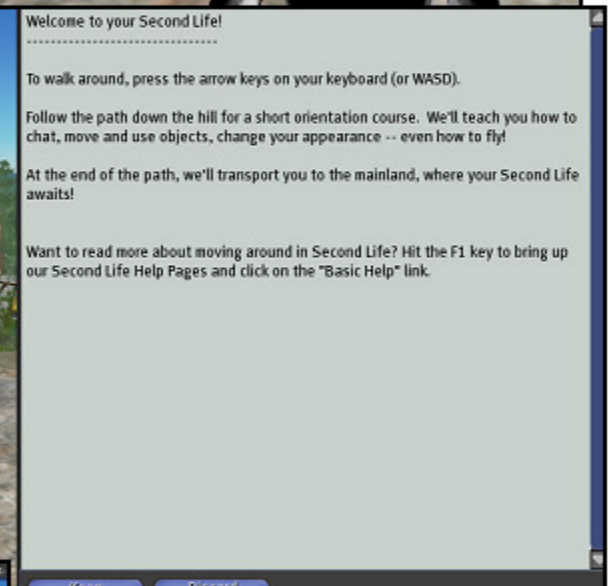 Welcome to your Second Life!
--------------------------------
To walk around, press the arrow keys on your keyboard (or WASD).
Follow the path down the hill for a short orientation course.  We'll teach you how to
chat, move and use objects, change your appearance -- even how to fly!
At the end of the path, we'll transport you to the mainland, where your Second Life
awaits!
Want to read more about moving around in Second Life? Hit the F1 key to bring up
our Second Life Help Pages and click on the "Basic Help" link.